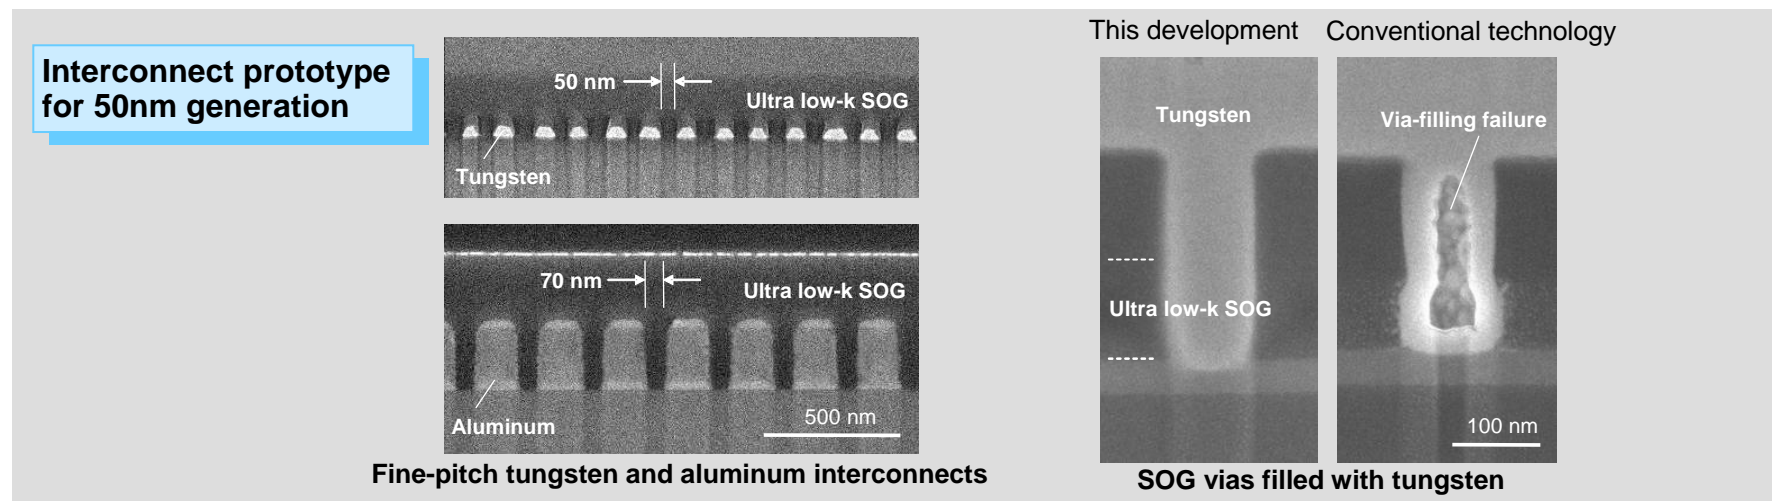 Interconnect prototype
for 50nm generation
50 nm
Ultra low-k SOG
Tungsten
70 nm
Ultra low-k SOG
Aluminum
500 nm
Fine-pitch tungsten and aluminum interconnects
This development
Conventional technology
Tungsten
Via-filling failure
Ultra low-k SOG
100 nm
SOG vias filled with tungsten